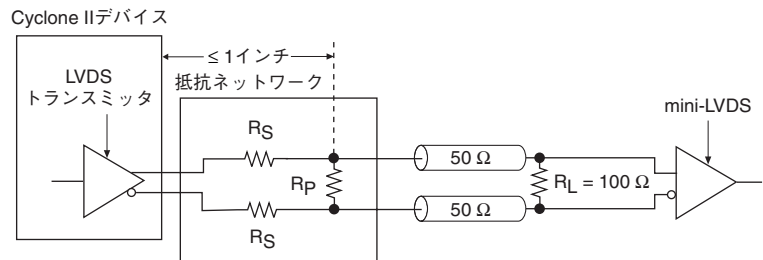 Cyclone IIデバイス
≤ 1インチ
LVDS
トランスミッタ
抵抗ネットワーク
mini-LVDS
RS
50 Ω
RP
RL = 100 Ω
50 Ω
RS